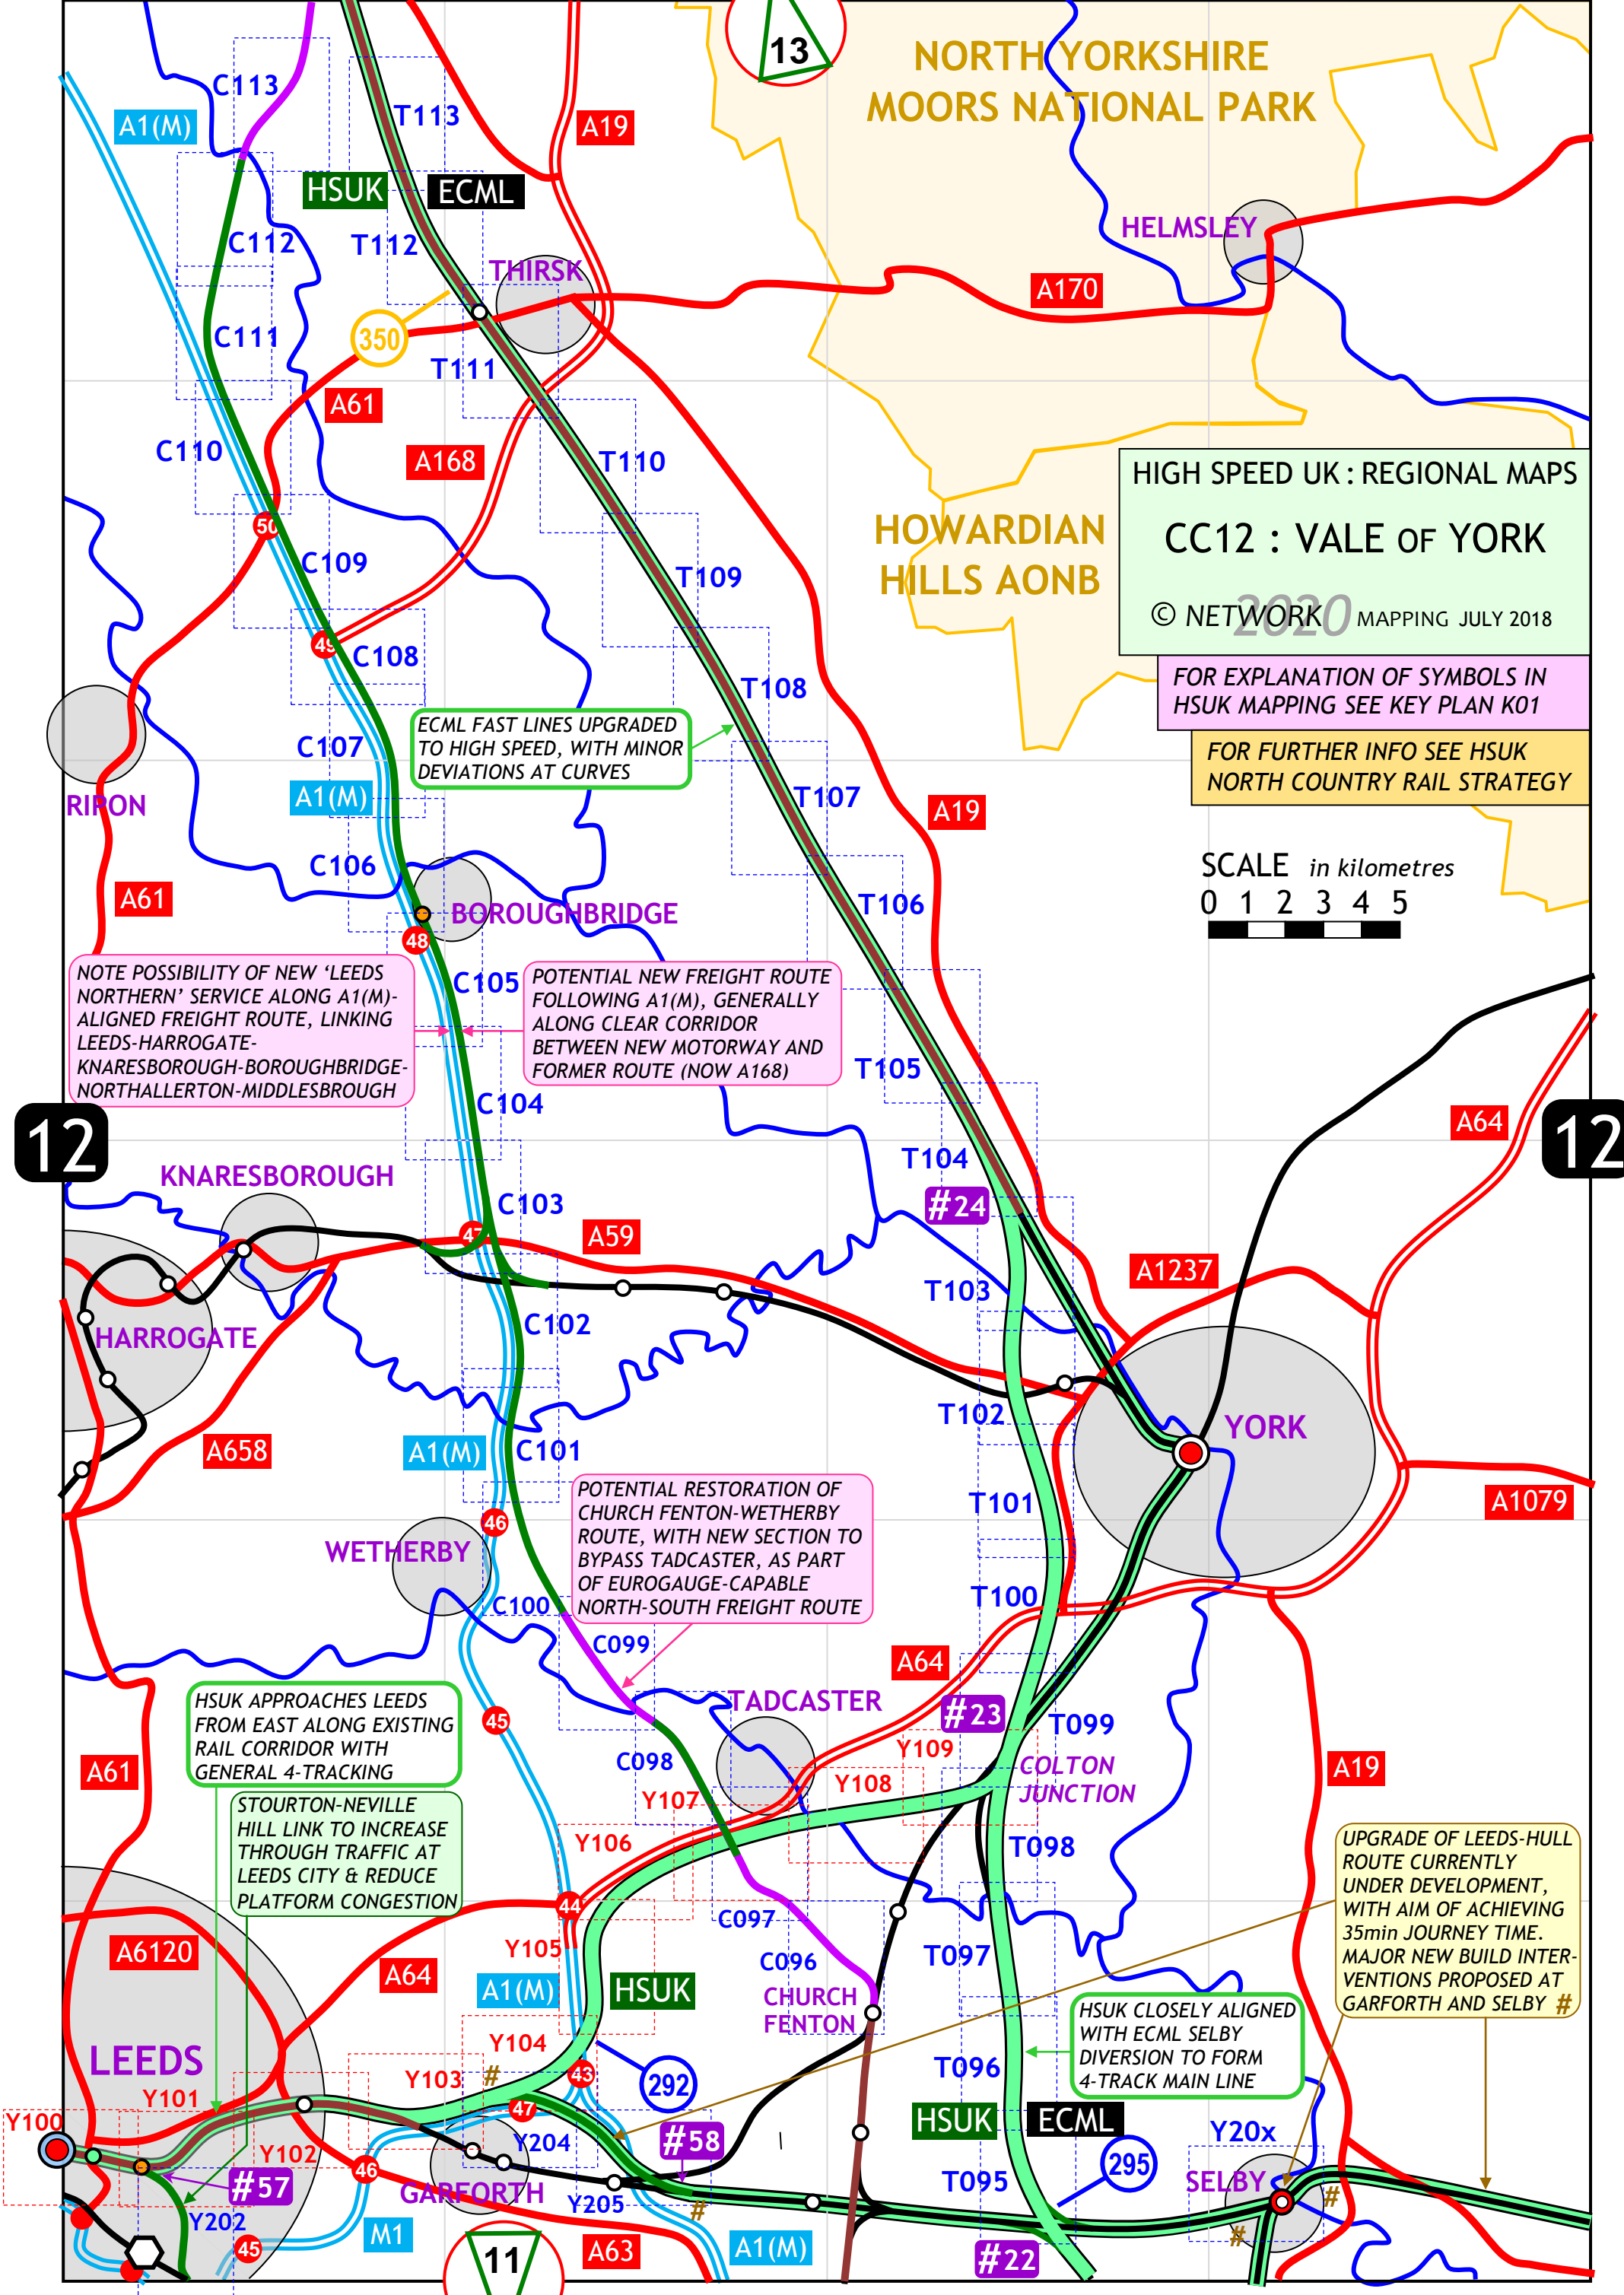 13
NORTH YORKSHIRE
MOORS NATIONAL PARK
C113
A1(M)
T113
A19
HSUK
ECML
C112
T112
THIRSK
HELMSLEY
A170
C111
350
T111
A61
C110
A168
T110
50
C109
T109
HOWARDIAN
HILLS AONB
HIGH SPEED UK : REGIONAL MAPS
CC12 : VALE OF YORK
© NETWORK 2020 MAPPING JULY 2018
FOR EXPLANATION OF SYMBOLS IN
HSUK MAPPING SEE KEY PLAN K01
FOR FURTHER INFO SEE HSUK
NORTH COUNTRY RAIL STRATEGY
49
C108
T108
ECML FAST LINES UPGRADED
TO HIGH SPEED, WITH MINOR
DEVIATIONS AT CURVES
C107
A1(M)
RIPON
T107
A19
C106
A61
T106
SCALE in kilometres
0 1 2 3 4 5
BOROUGHBRIDGE
48
C105
NOTE POSSIBILITY OF NEW ‘LEEDS
NORTHERN’ SERVICE ALONG A1(M)-
ALIGNED FREIGHT ROUTE, LINKING
LEEDS-HARROGATE-
KNARESBOROUGH-BOROUGHBRIDGE-
NORTHALLERTON-MIDDLESBROUGH
POTENTIAL NEW FREIGHT ROUTE
FOLLOWING A1(M), GENERALLY
ALONG CLEAR CORRIDOR
BETWEEN NEW MOTORWAY AND
FORMER ROUTE (NOW A168)
T105
C104
12
12
A64
T104
KNARESBOROUGH
C103
#24
47
A59
A1237
T103
HARROGATE
C102
T102
YORK
A658
A1(M)
C101
T101
A1079
46
POTENTIAL RESTORATION OF
CHURCH FENTON-WETHERBY
ROUTE, WITH NEW SECTION TO
BYPASS TADCASTER, AS PART
OF EUROGAUGE-CAPABLE
NORTH-SOUTH FREIGHT ROUTE
WETHERBY
C100
T100
C099
A64
HSUK APPROACHES LEEDS
FROM EAST ALONG EXISTING
RAIL CORRIDOR WITH
GENERAL 4-TRACKING
45
TADCASTER
#23
T099
C098
Y109
COLTON
JUNCTION
A61
A19
Y108
Y107
STOURTON-NEVILLE
HILL LINK TO INCREASE
THROUGH TRAFFIC AT
LEEDS CITY & REDUCE
PLATFORM CONGESTION
Y106
T098
UPGRADE OF LEEDS-HULL
ROUTE CURRENTLY
UNDER DEVELOPMENT,
WITH AIM OF ACHIEVING
35min JOURNEY TIME.
MAJOR NEW BUILD INTER-
VENTIONS PROPOSED AT
GARFORTH AND SELBY #
44
C097
Y105
A6120
A64
T097
C096
A1(M)
HSUK
CHURCH
FENTON
HSUK CLOSELY ALIGNED
WITH ECML SELBY
DIVERSION TO FORM
4-TRACK MAIN LINE
LEEDS
Y104
T096
Y103
#
43
292
Y101
47
Y100
HSUK
ECML
Y102
Y204
#58
Y20x
295
46
#57
T095
SELBY
GARFORTH
#
Y205
#
Y202
M1
45
#
A63
A1(M)
11
#22